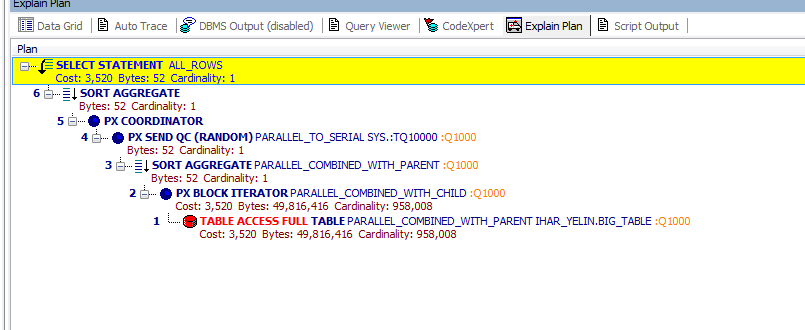 Explain Plan
Data Grid Auto Trace DBMS Output (disabled) Query Viewer CodeXpert Explain Plan Script Output
Plan
SELECT STATEMENT ALL_ROWS
Cost: 3,520 Bytes: 52 Cardinality: 1
6 SORT AGGREGATE
Bytes: 52 Cardinality: 1
5 PX COORDINATOR
4 PX SEND QC (RANDOM) PARALLEL_TO_SERIAL SYS.:TQ10000 :Q1000
Bytes: 52 Cardinality: 1
3 SORT AGGREGATE PARALLEL_COMBINED_WITH_PARENT :Q1000
Bytes: 52 Cardinality: 1
2 PX BLOCK ITERATOR PARALLEL_COMBINED_WITH_CHILD :Q1000
Cost: 3,520 Bytes: 49,816,416 Cardinality: 958,008
1 TABLE ACCESS FULL TABLE PARALLEL_COMBINED_WITH_PARENT IHAR_YELIN.BIG_TABLE :Q1000
Cost: 3,520 Bytes: 49,816,416 Cardinality: 958,008